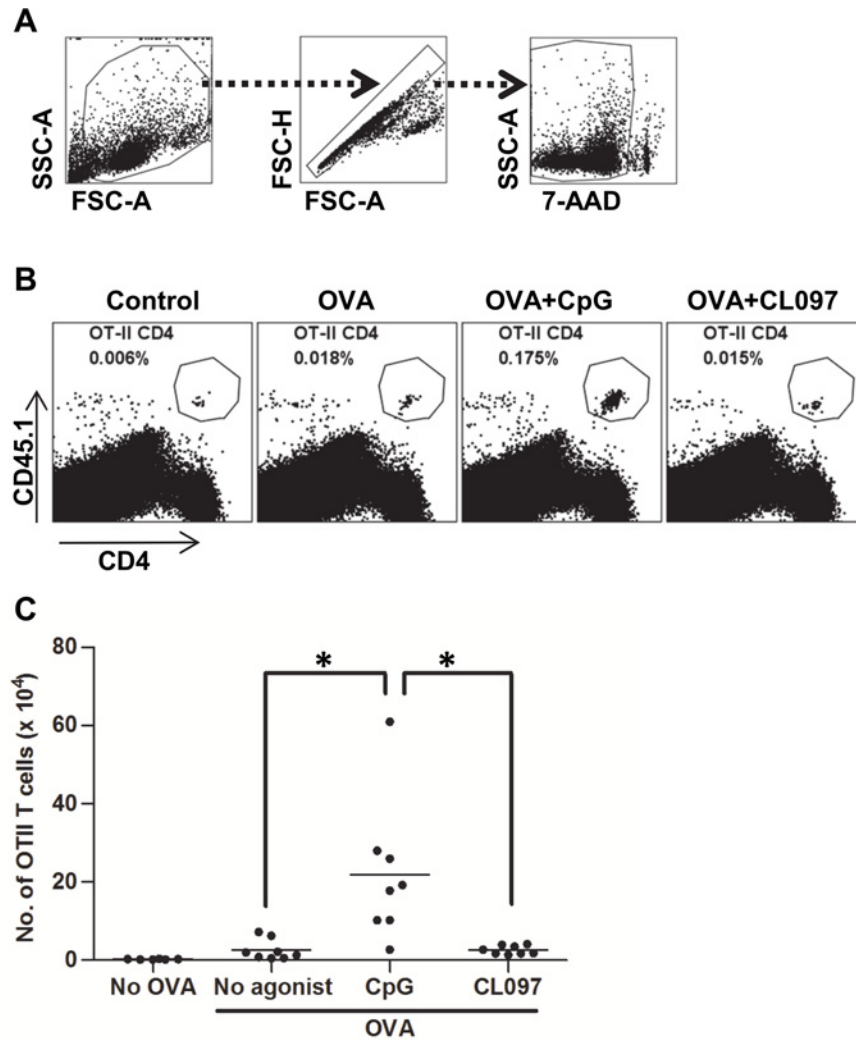 A
SSC-A
FSC-A
FSC-H
FSC-A
SSC-A
7-AAD
B
Control
OVA
OVA+CpG
OVA+CL097
OT-II CD4
0.006%
OT-II CD4
0.018%
OT-II CD4
0.175%
OT-II CD4
0.015%
CD45.1
CD4
C
No. of OTII T cells (x 10⁴)
80
60
40
20
0
* *
No OVA No agonist CpG CL097
OVA